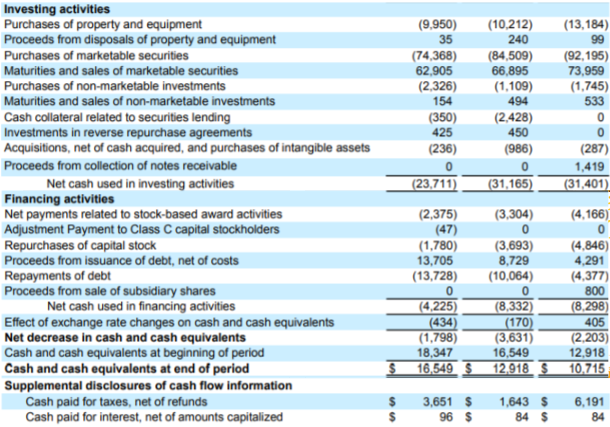 Investing activities
Purchases of property and equipment (9,950) (10,212) (13,184)
Proceeds from disposals of property and equipment 35 240 99
Purchases of marketable securities (74,368) (84,509) (92,195)
Maturities and sales of marketable securities 62,905 66,895 73,959
Purchases of non-marketable investments (2,326) (1,109) (1,745)
Maturities and sales of non-marketable investments 154 494 533
Cash collateral related to securities lending (350) (2,428) 0
Investments in reverse repurchase agreements 425 450 0
Acquisitions, net of cash acquired, and purchases of intangible assets (236) (986) (287)
Proceeds from collection of notes receivable 0 0 1,419
Net cash used in investing activities (23,711) (31,165) (31,401)
Financing activities
Net payments related to stock-based award activities (2,375) (3,304) (4,166)
Adjustment Payment to Class C capital stockholders (47) 0 0
Repurchases of capital stock (1,780) (3,693) (4,846)
Proceeds from issuance of debt, net of costs 13,705 8,729 4,291
Repayments of debt (13,728) (10,064) (4,377)
Proceeds from sale of subsidiary shares 0 0 800
Net cash used in financing activities (4,225) (8,332) (8,298)
Effect of exchange rate changes on cash and cash equivalents (434) (170) 405
Net decrease in cash and cash equivalents (1,798) (3,631) (2,203)
Cash and cash equivalents at beginning of period 18,347 16,549 12,918
Cash and cash equivalents at end of period $ 16,549 $ 12,918 $ 10,715
Supplemental disclosures of cash flow information
Cash paid for taxes, net of refunds $ 3,651 $ 1,643 $ 6,191
Cash paid for interest, net of amounts capitalized $ 96 $ 84 $ 84